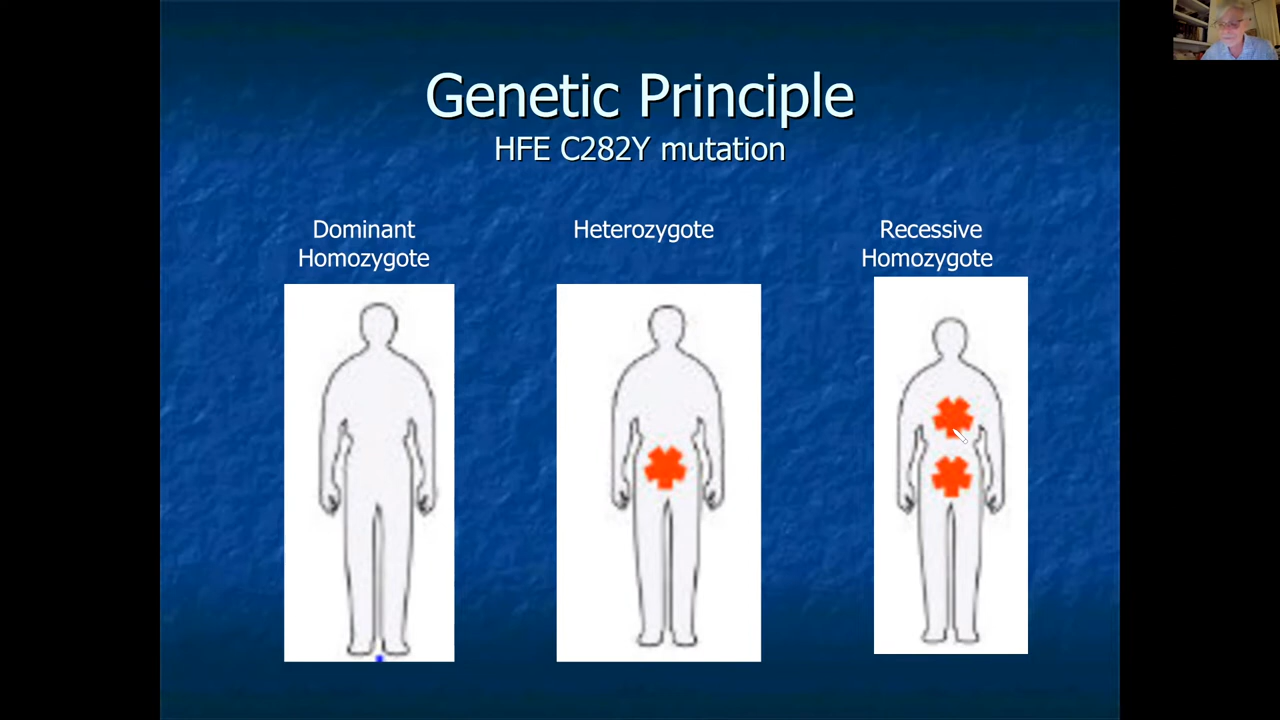 Genetic Principle
HFE C282Y mutation
Dominant
Homozygote
Heterozygote
Recessive
Homozygote